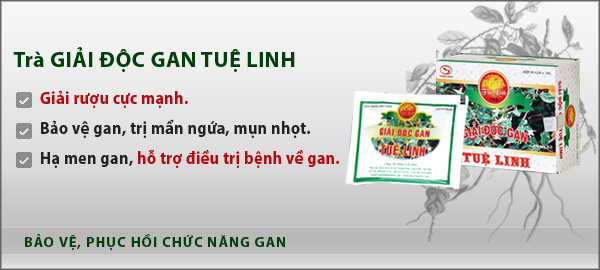 Trà GIẢI ĐỘC GAN TUỆ LINH
Giải rượu cực mạnh.
Bảo vệ gan, trị mẩn ngứa, mụn nhọt.
Hạ men gan, hỗ trợ điều trị bệnh về gan.
GIẢI ĐỘC GAN
TUỆ LINH
GIẢI ĐỘC GAN
TUỆ LINH
BẢO VỆ, PHỤC HỒI CHỨC NĂNG GAN